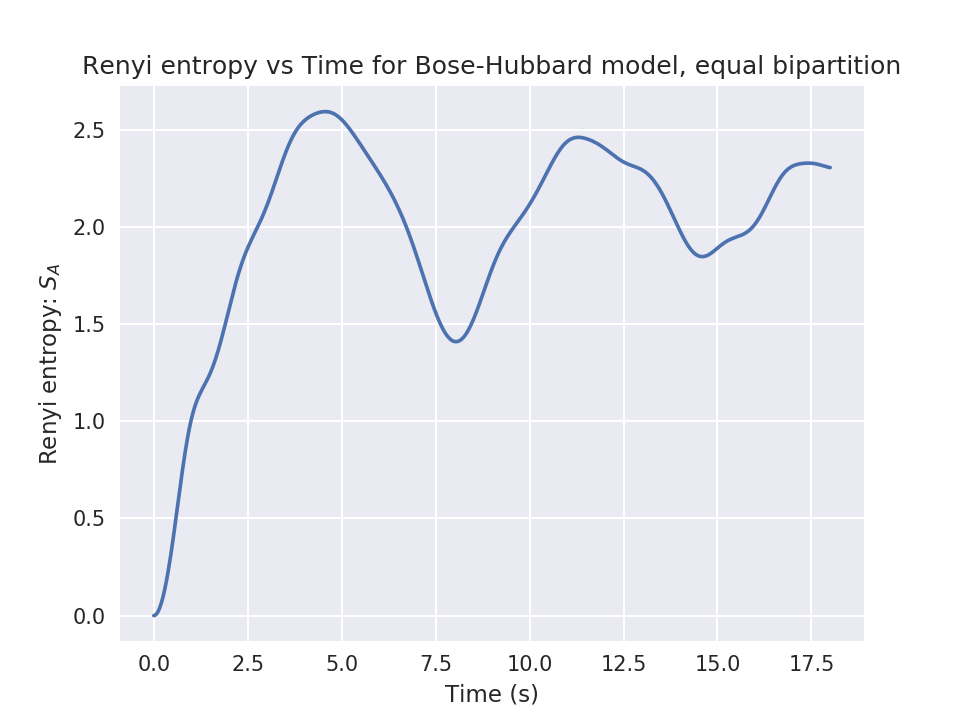 Renyi entropy vs Time for Bose-Hubbard model, equal bipartition
Renyi entropy: S_A
2.5
2.0
1.5
1.0
0.5
0.0
0.0 2.5 5.0 7.5 10.0 12.5 15.0 17.5
Time (s)